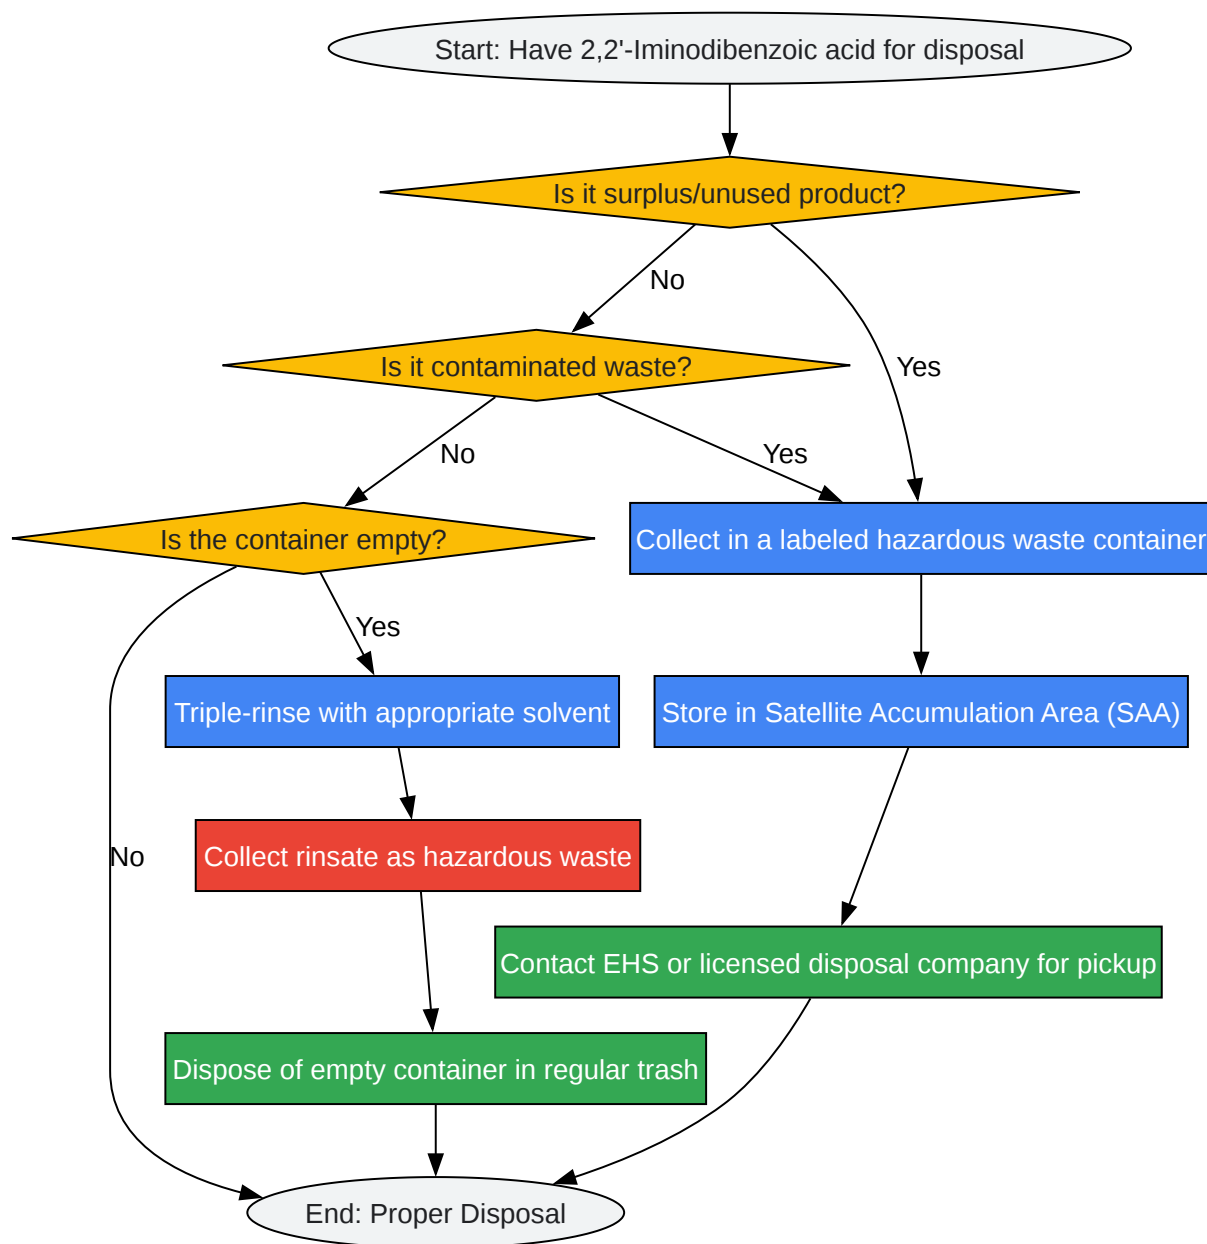 Start: Have 2,2'-Iminodibenzoic acid for disposal
Is it surplus/unused product?
No
Is it contaminated waste?
Yes
No
Yes
Is the container empty?
Collect in a labeled hazardous waste container
Yes
Triple-rinse with appropriate solvent
Store in Satellite Accumulation Area (SAA)
Collect rinsate as hazardous waste
No
Contact EHS or licensed disposal company for pickup
Dispose of empty container in regular trash
End: Proper Disposal